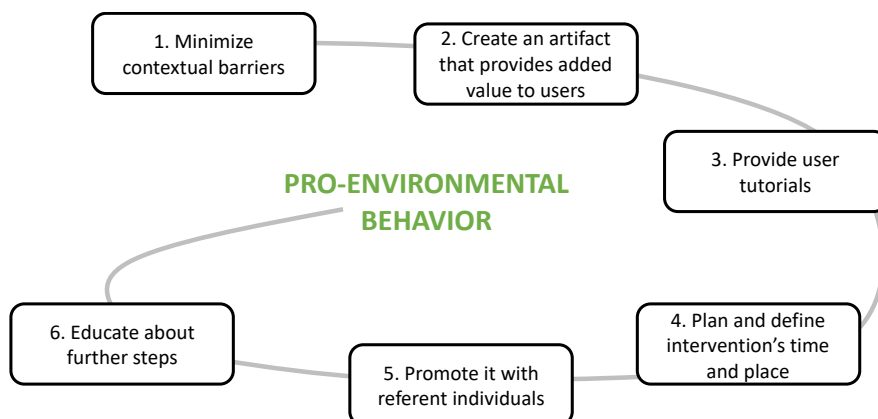 1. Minimize
contextual barriers
2. Create an artifact
that provides added
value to users
3. Provide user
tutorials
PRO-ENVIRONMENTAL
BEHAVIOR
4. Plan and define
intervention’s time
and place
5. Promote it with
referent individuals
6. Educate about
further steps